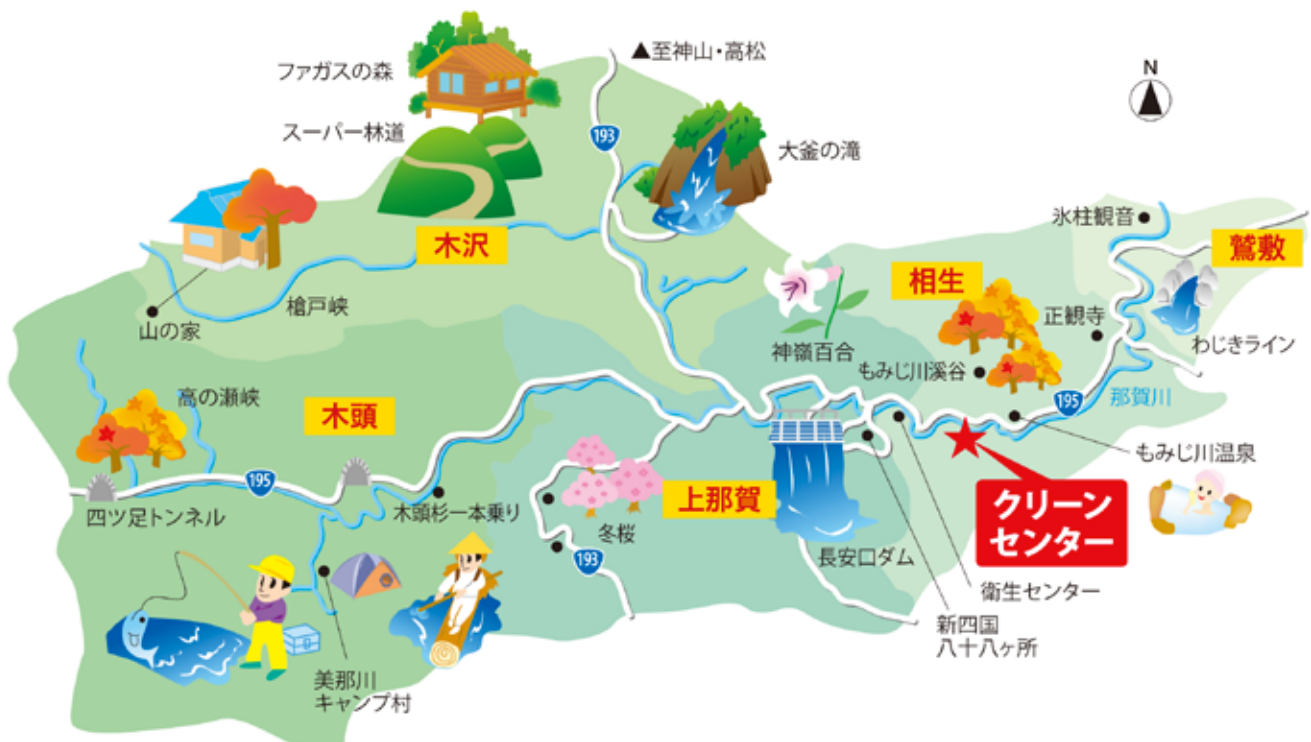 ▲至神山・高松
N
ファガスの森
スーパー林道
193
大釜の滝
氷柱観音
鷲敷
木沢
相生
槍戸峡
山の家
正観寺
わじきライン
神嶺百合
もみじ川溪谷
高の瀬峡
木頭
195
那賀川
もみじ川温泉
195
四ツ足トンネル
木頭杉一本乗り
上那賀
冬桜
193
長安口ダム
クリーン
センター
衛生センター
新四国
八十八ヶ所
美那川
キャンプ村